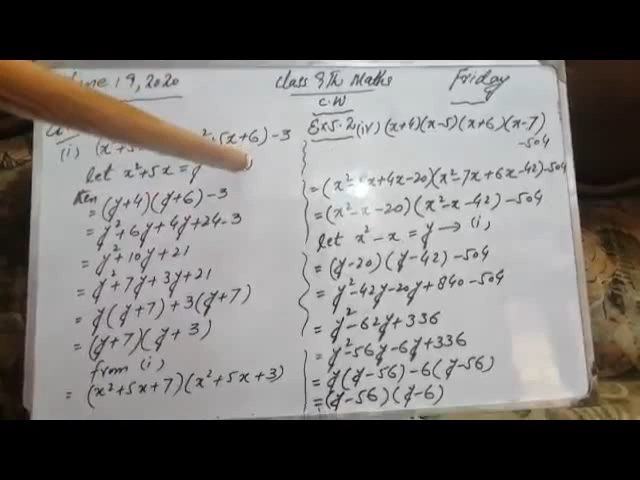 June 19, 2020
Class 9Th Maths
Friday
C.W
(i) (x+5 5x+6)-3
let x²+5x = y
then
= (y+4)(y+6)-3
= y²+6y+4y+24-3
= y²+10y+21
= y²+7y+3y+21
= y(y+7)+3(y+7)
= (y+7)(y+3)
from (i)
= (x²+5x+7)(x²+5x+3)
Ex5.2 (iv) (x+4)(x-5)(x+6)(x-7)
-504
= (x²-5x+4x-20)(x²-7x+6x-42)-504
= (x²-x-20)(x²-x-42)-504
let x²-x = y → (i)
= (y-20)(y-42)-504
= y²-42y-20y+840-504
= y²-62y+336
= y²-56y-6y+336
= y(y-56)-6(y-56)
= (y-56)(y-6)